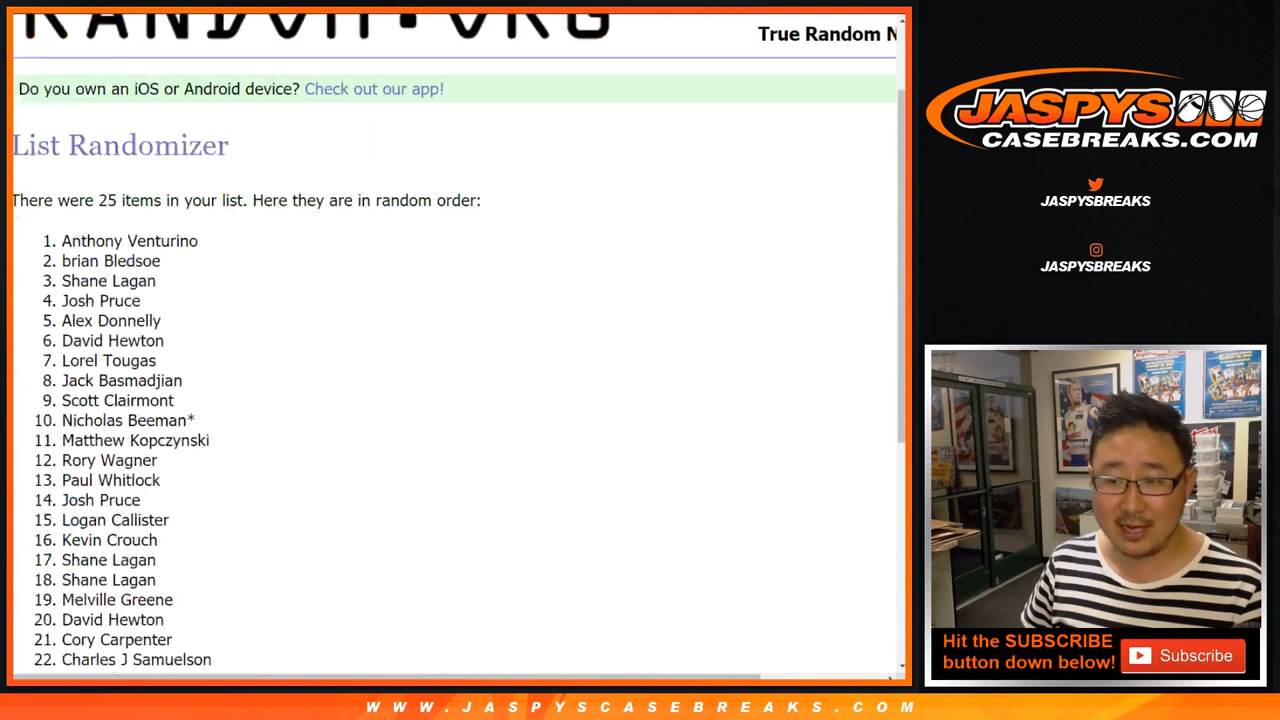 RANDOM.ORG
True Random N
Do you own an iOS or Android device? Check out our app!
List Randomizer
There were 25 items in your list. Here they are in random order:
1. Anthony Venturino
2. brian Bledsoe
3. Shane Lagan
4. Josh Pruce
5. Alex Donnelly
6. David Hewton
7. Lorel Tougas
8. Jack Basmadjian
9. Scott Clairmont
10. Nicholas Beeman*
11. Matthew Kopczynski
12. Rory Wagner
13. Paul Whitlock
14. Josh Pruce
15. Logan Callister
16. Kevin Crouch
17. Shane Lagan
18. Shane Lagan
19. Melville Greene
20. David Hewton
21. Cory Carpenter
22. Charles J Samuelson
JASPYS
CASEBREAKS.COM
JASPYSBREAKS
JASPYSBREAKS
Hit the SUBSCRIBE
button down below!
Subscribe
WWW.JASPYSCASEBREAKS.COM